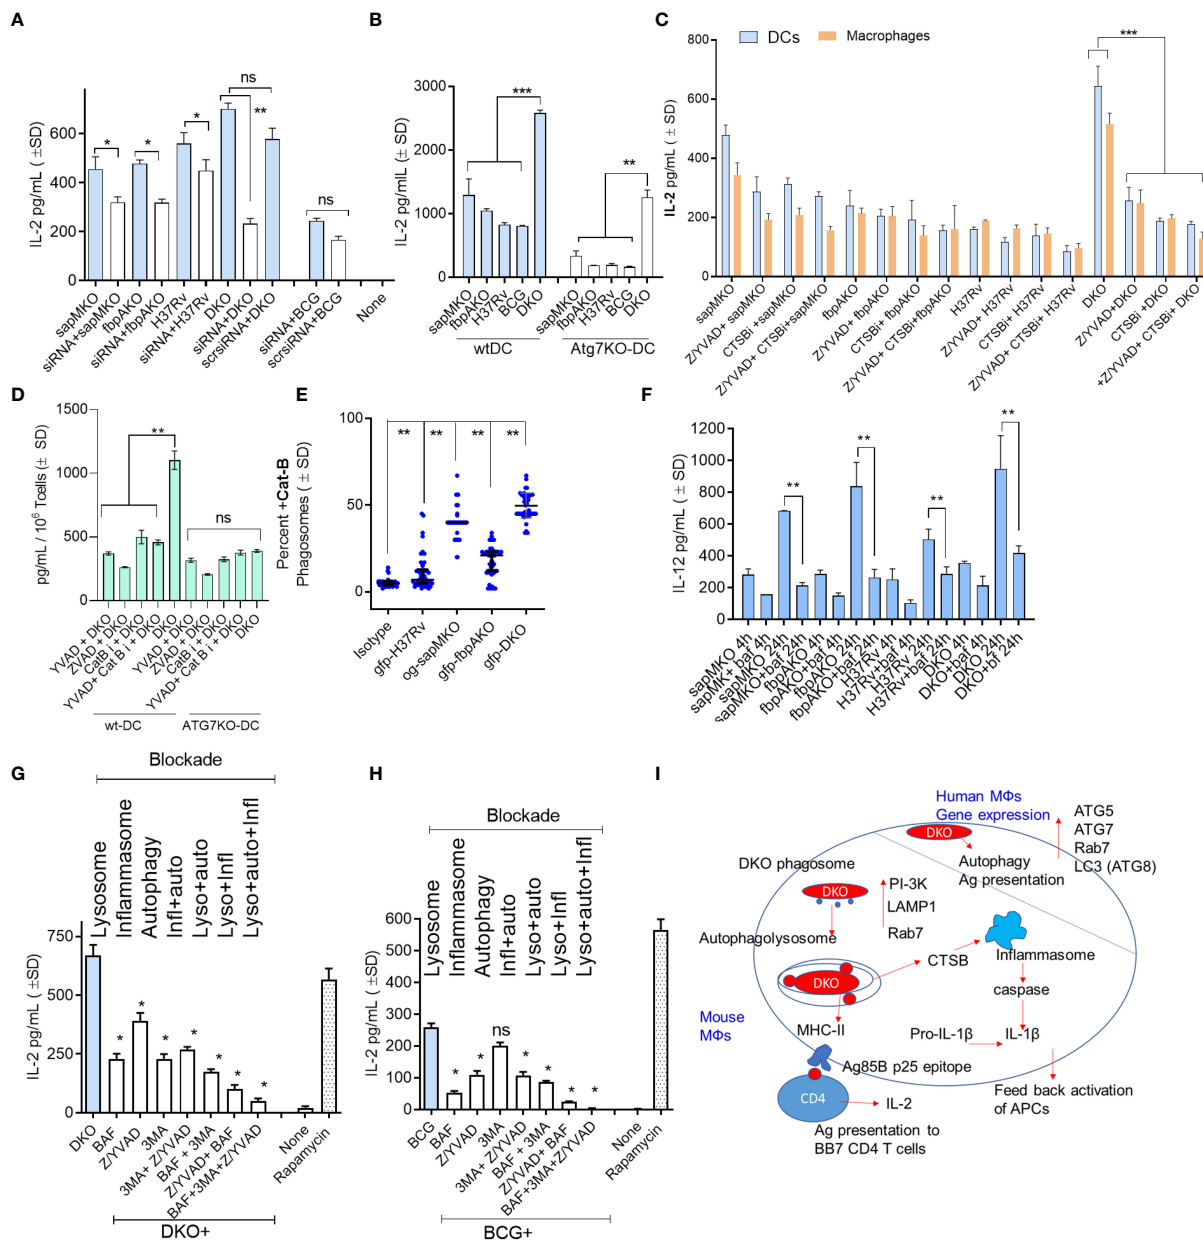 A
IL-2 pg/mL ( ±SD)
600
400
200
0
*
*
*
ns
**
ns
sapMKO
siRNA+sapMKO
fbpAKO
siRNA+fbpAKO
H37Rv
siRNA+H37Rv
DKO
siRNA+DKO
scrsiRNA+DKO
siRNA+BCG
scrsiRNA+BCG
None
B
IL-2 pg/mlL (± SD)
3000
2000
1000
0
***
**
sapMKO
fbpAKO
H37Rv
BCG
DKO
sapMKO
fbpAKO
H37Rv
BCG
DKO
wtDC
Atg7KO-DC
C
DCs
Macrophages
IL-2 pg/mL ( ± SD)
800
600
400
200
0
***
sapMKO
Z/YVAD+ sapMKO
CTSBi +sapMKO
Z/YVAD+ CTSBi+sapMKO
fbpAKO
Z/YVAD+ fbpAKO
CTSBi+ fbpAKO
Z/YVAD+ CTSBi+fbpAKO
H37Rv
Z/YVAD+ H37Rv
CTSBi+ H37Rv
Z/YVAD+ CTSBi+ H37Rv
DKO
Z/YVAD+DKO
CTSBi +DKO
+Z/YVAD+ CTSBi+ DKO
D
pg/mL / 10⁶ Tcells (± SD)
1500
1000
500
0
**
ns
YVAD+ DKO
ZVAD+ DKO
CatB i + DKO
YVAD+ Cat B i + DKO
DKO
YVAD+ DKO
ZVAD+ DKO
CatB i + DKO
YVAD+ Cat B i + DKO
DKO
wt-DC
ATG7KO-DC
E
Percent +Cat-B
Phagosomes (± SD)
100
50
0
**
**
**
**
Isotype
gfp-H37Rv
og-sapMKO
gfp-fbpAKO
gfp-DKO
F
IL-12 pg/mL ( ± SD)
1200
1000
800
600
400
200
0
**
**
**
**
sapMKO 4h
sapMK+ baf 4h
sapMKO 24h
sapMKO+baf 24h
fbpAKO 4h
fbpAKO+baf 4h
fbpAKO 24h
fbpAKO+baf 24h
H37Rv 4h
H37Rv+baf 4h
H37Rv 24h
H37Rv+baf 24h
DKO 4h
DKO+baf 4h
DKO 24h
DKO+bf 24h
G
Blockade
Lysosome
Inflammasome
Autophagy
Infl+auto
Lyso+auto
Lyso+Infl
Lyso+auto+Infl
IL-2 pg/mL ( ±SD)
750
500
250
0
*
*
*
*
*
*
*
DKO
BAF
Z/YVAD
3MA
3MA+ Z/YVAD
BAF + 3MA
Z/YVAD+ BAF
BAF+3MA+Z/YVAD
None
Rapamycin
DKO+
H
Blockade
Lysosome
Inflammasome
Autophagy
Infl+auto
Lyso+auto
Lyso+Infl
Lyso+auto+Infl
IL-2 pg/mL ( ±SD)
600
500
400
300
200
100
0
*
*
ns
*
*
*
*
BCG
BAF
Z/YVAD
3MA
3MA+ Z/YVAD
BAF + 3MA
Z/YVAD+ BAF
BAF+3MA+Z/YVAD
None
Rapamycin
BCG+
I
Human MΦs
Gene expression
DKO
Autophagy
Ag presentation
ATG5
ATG7
Rab7
LC3 (ATG8)
DKO phagosome
DKO
PI-3K
LAMP1
Rab7
Autophagolysosome
DKO
CTSB
Inflammasome
caspase
Pro-IL-1β
IL-1β
Mouse
MΦs
MHC-II
Ag85B p25 epitope
CD4
IL-2
Ag presentation to
BB7 CD4 T cells
Feed back activation
of APCs